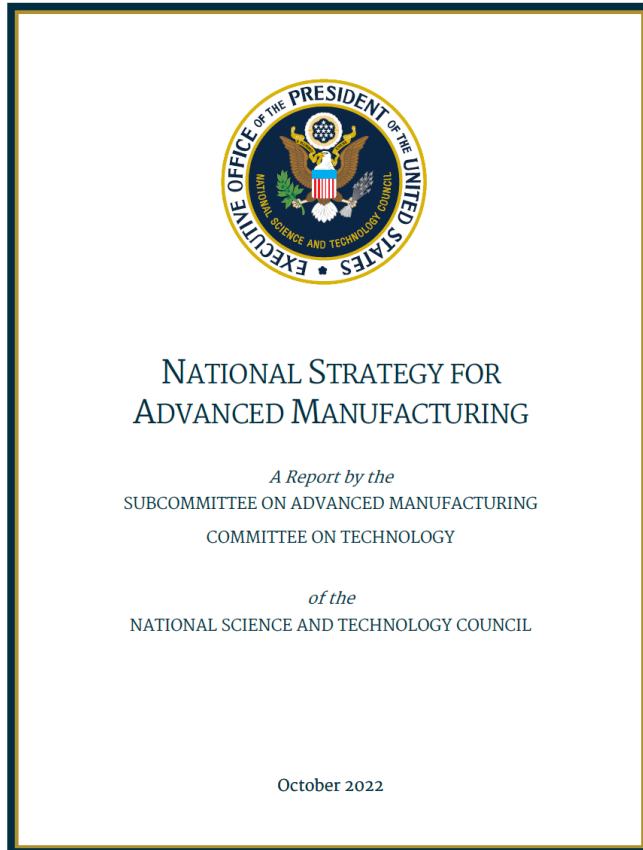 EXECUTIVE OFFICE OF THE PRESIDENT OF THE UNITED STATES
NATIONAL SCIENCE AND TECHNOLOGY COUNCIL
NATIONAL STRATEGY FOR
ADVANCED MANUFACTURING
A Report by the
SUBCOMMITTEE ON ADVANCED MANUFACTURING
COMMITTEE ON TECHNOLOGY
of the
NATIONAL SCIENCE AND TECHNOLOGY COUNCIL
October 2022